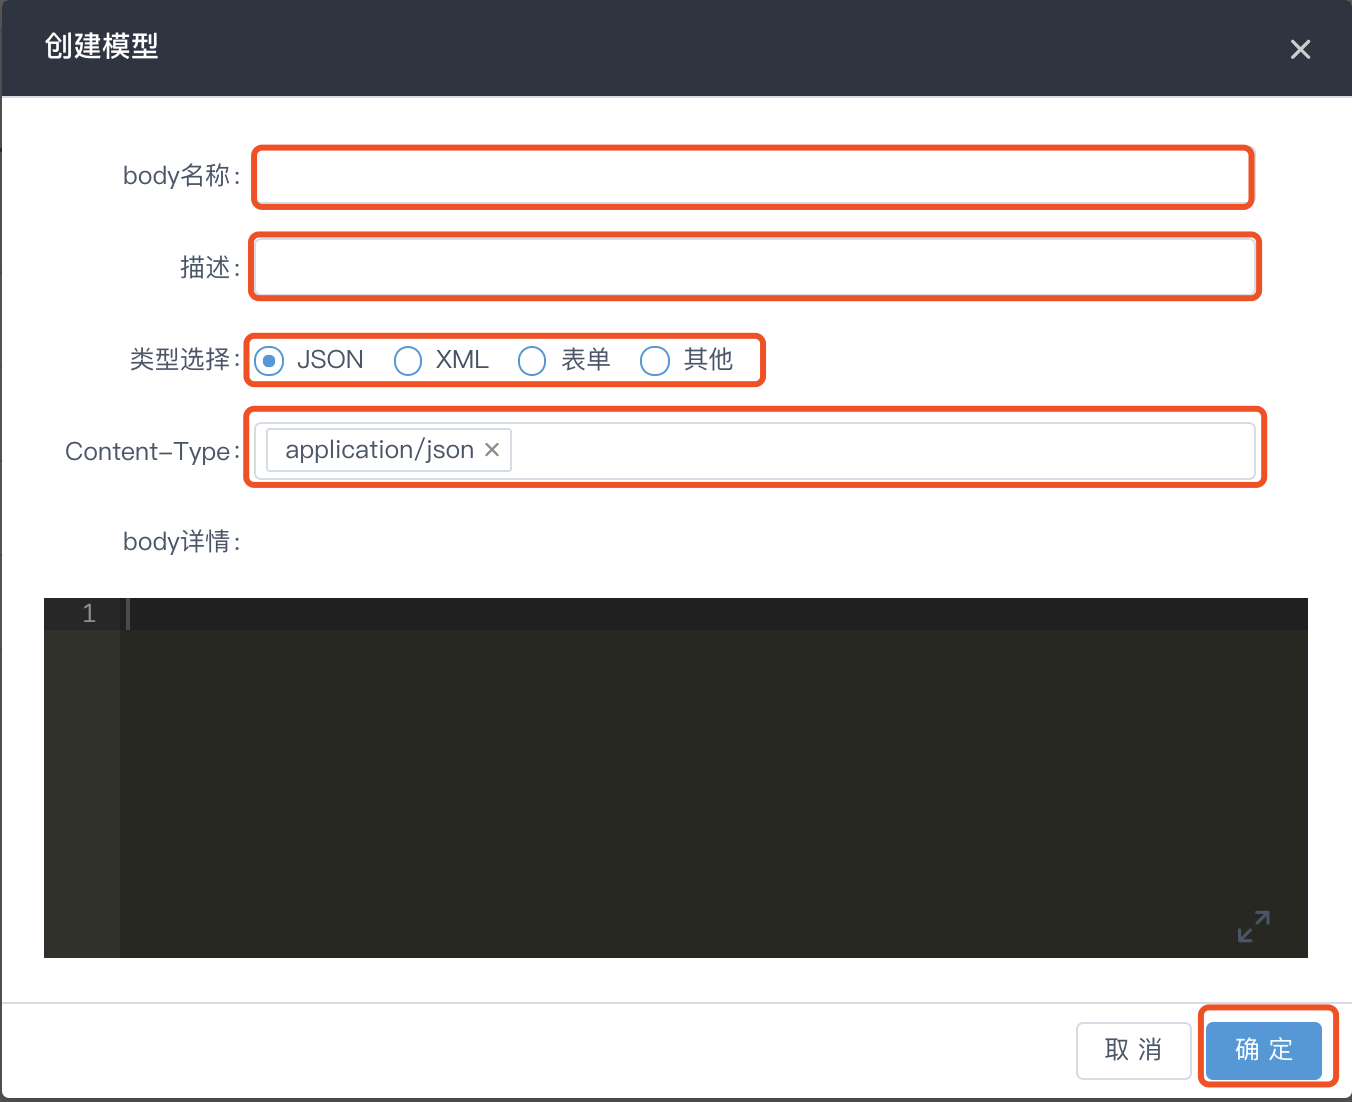 创建模型
body名称:
描述:
类型选择: JSON XML 表单 其他
Content-Type: application/json ×
body详情:
1
取 消 确 定